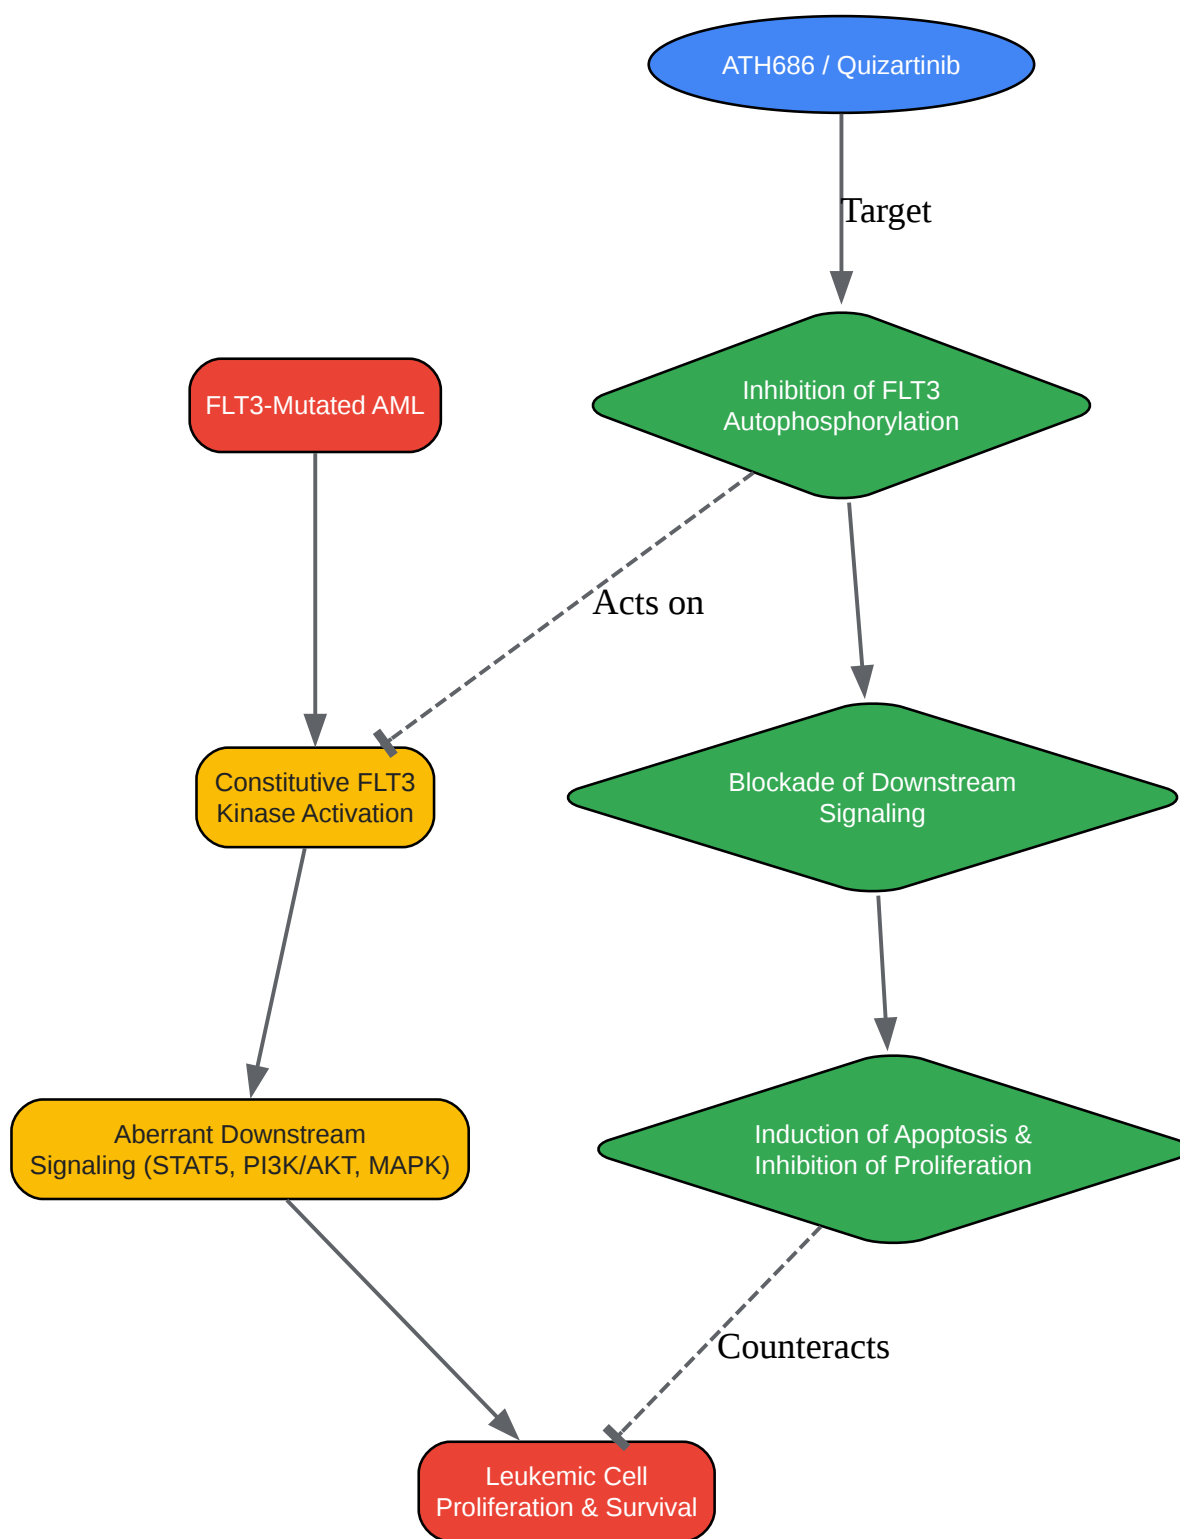 ATH686 / Quizartinib
Target
Inhibition of FLT3
Autophosphorylation
FLT3-Mutated AML
Acts on
Constitutive FLT3
Kinase Activation
Blockade of Downstream
Signaling
Aberrant Downstream
Signaling (STAT5, PI3K/AKT, MAPK)
Induction of Apoptosis &
Inhibition of Proliferation
Counteracts
Leukemic Cell
Proliferation & Survival